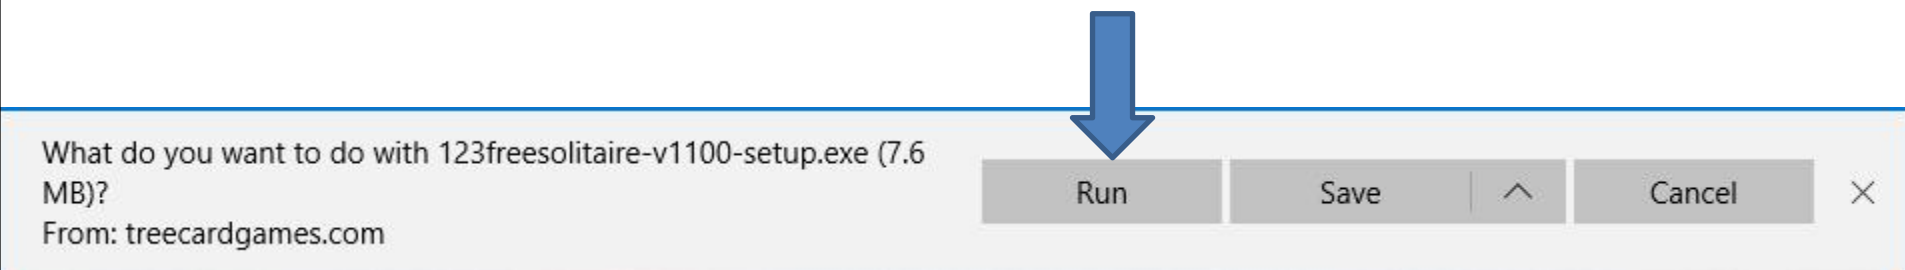 What do you want to do with 123freesolitaire-v1100-setup.exe (7.6
MB)?
From: treecardgames.com
Run
Save
Cancel